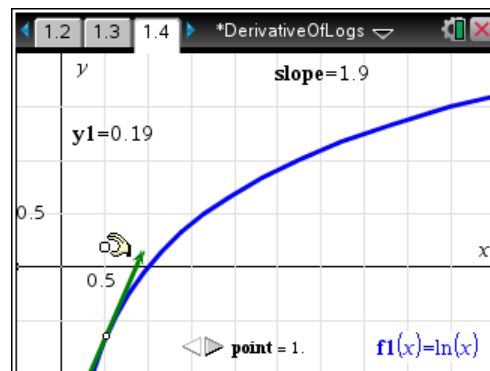 1.2 1.3 1.4 *DerivativeOfLogs
y
slope=1.9
y1=0.19
0.5
x
0.5
point = 1.
f1(x)=ln(x)